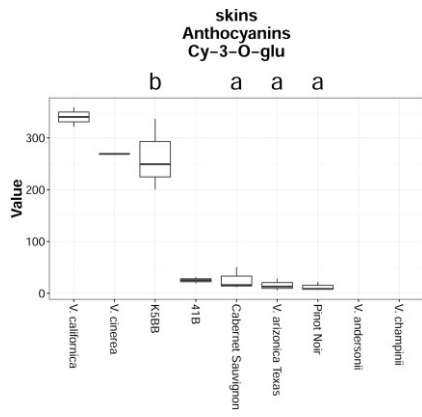 skins
Anthocyanins
Cy-3-O-glu
b a a a
Value
300
200
100
0
V. californica
V. cinerea
K5BB
41B
Cabernet Sauvignon
V. arizonica Texas
Pinot Noir
V. andersonii
V. champinii